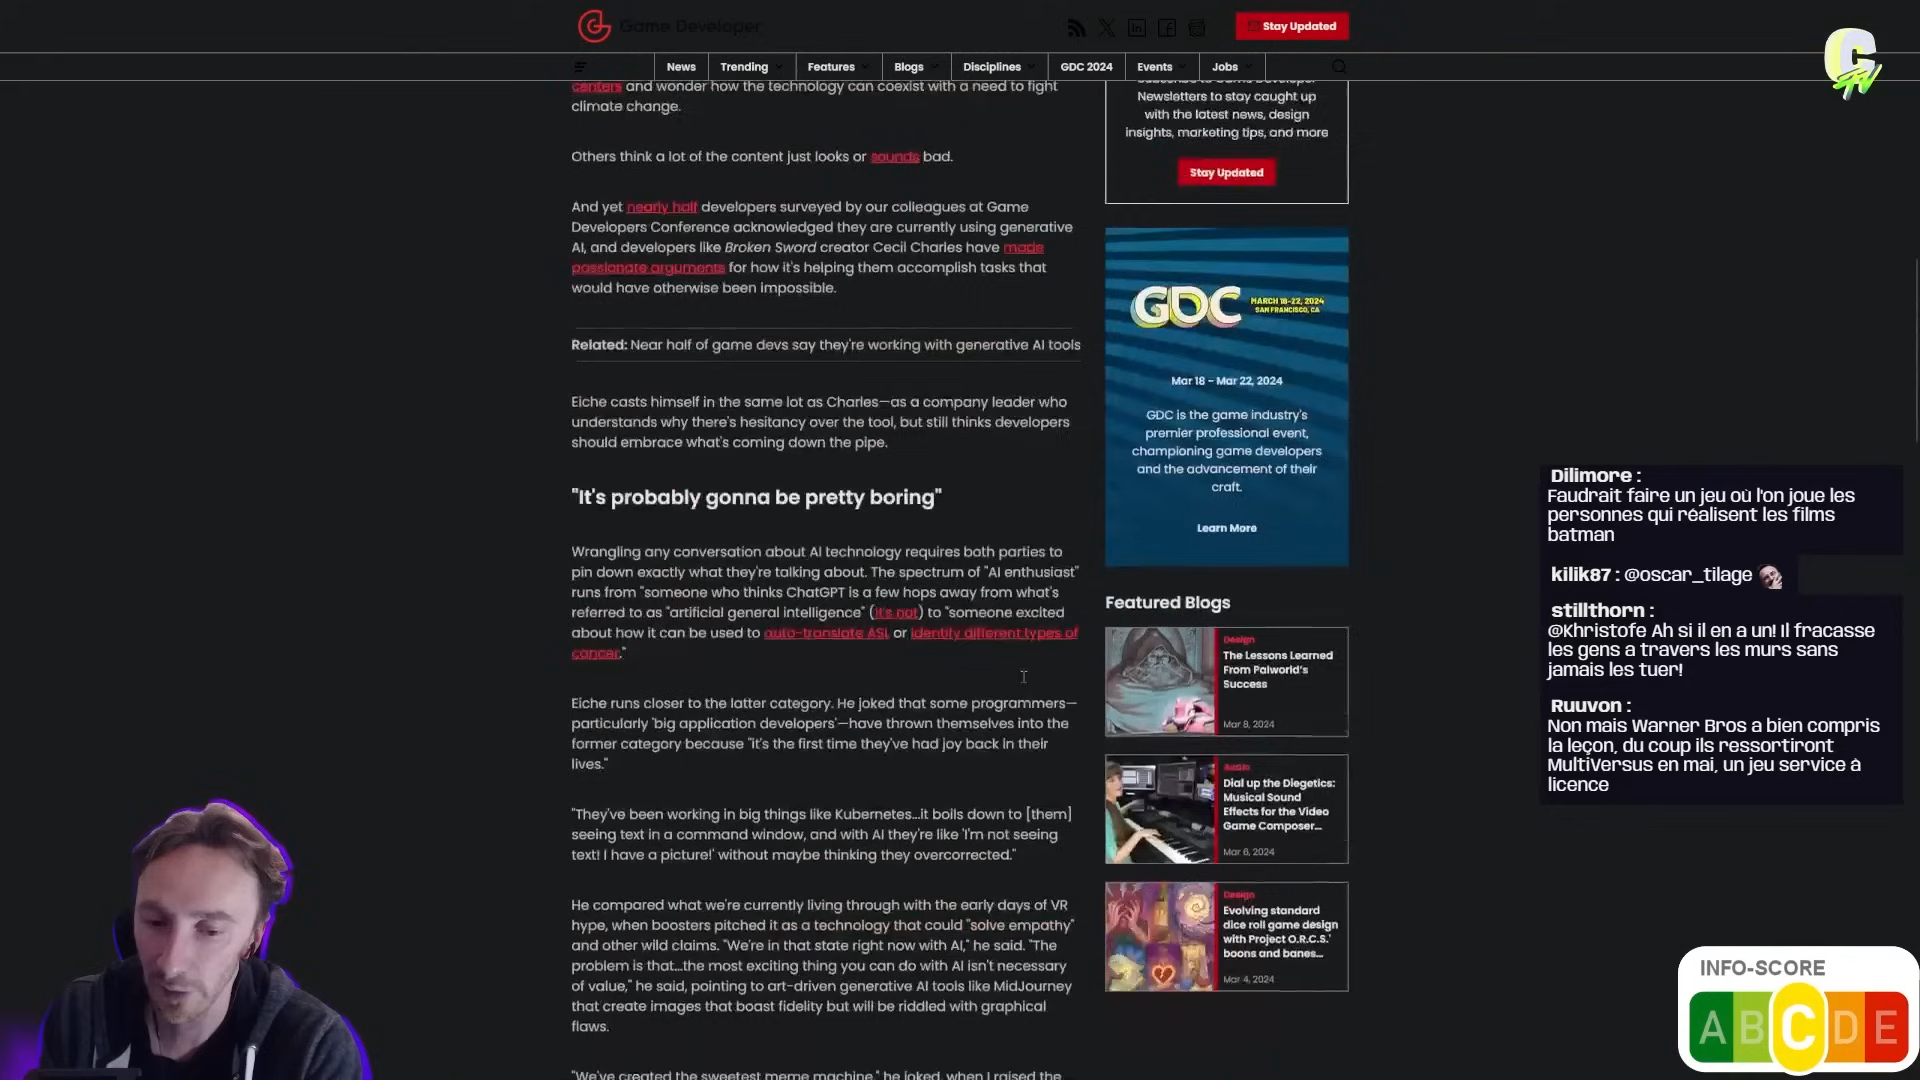 Game Developer
Stay Updated
News
Trending
Features
Blogs
Disciplines
GDC 2024
Events
Jobs
centers and wonder how the technology can coexist with a need to fight
climate change.
Others think a lot of the content just looks or sounds bad.
And yet nearly half developers surveyed by our colleagues at Game
Developers Conference acknowledged they are currently using generative
AI, and developers like Broken Sword creator Cecil Charles have made
passionate arguments for how it's helping them accomplish tasks that
would have otherwise been impossible.
Related: Near half of game devs say they're working with generative AI tools
Eiche casts himself in the same lot as Charles—as a company leader who
understands why there's hesitancy over the tool, but still thinks developers
should embrace what's coming down the pipe.
"It's probably gonna be pretty boring"
Wrangling any conversation about AI technology requires both parties to
pin down exactly what they're talking about. The spectrum of "AI enthusiast"
runs from "someone who thinks ChatGPT is a few hops away from what's
referred to as "artificial general intelligence" (it's not) to "someone excited
about how it can be used to auto-translate ASL or identify different types of
cancer."
Eiche runs closer to the latter category. He joked that some programmers—
particularly 'big application developers'—have thrown themselves into the
former category because "it's the first time they've had joy back in their
lives."
"They've been working in big things like Kubernetes...it boils down to [them]
seeing text in a command window, and with AI they're like 'I'm not seeing
text! I have a picture!' without maybe thinking they overcorrected."
He compared what we're currently living through with the early days of VR
hype, when boosters pitched it as a technology that could "solve empathy"
and other wild claims. "We're in that state right now with AI," he said. "The
problem is that...the most exciting thing you can do with AI isn't necessary
of value," he said, pointing to art-driven generative AI tools like MidJourney
that create images that boast fidelity but will be riddled with graphical
flaws.
"We've created the sweetest meme machine," he joked, when I raised the
Subscribe to Game Developer
Newsletters to stay caught up
with the latest news, design
insights, marketing tips, and more
Stay Updated
GDC
MARCH 18-22, 2024
SAN FRANCISCO, CA
Mar 18 - Mar 22, 2024
GDC is the game industry's
premier professional event,
championing game developers
and the advancement of their
craft.
Learn More
Featured Blogs
Design
The Lessons Learned
From Palworld's
Success
Mar 8, 2024
Audio
Dial up the Diegetics:
Musical Sound
Effects for the Video
Game Composer...
Mar 6, 2024
Design
Evolving standard
dice roll game design
with Project O.R.C.S.'
boons and banes...
Mar 4, 2024
C
TV
Dilimore :
Faudrait faire un jeu où l'on joue les
personnes qui réalisent les films
batman
kilik87 : @oscar_tilage
stillthorn :
@Khristofe Ah si il en a un! Il fracasse
les gens a travers les murs sans
jamais les tuer!
Ruuvon :
Non mais Warner Bros a bien compris
la leçon, du coup ils ressortiront
MultiVersus en mai, un jeu service à
licence
INFO-SCORE
A B C D E